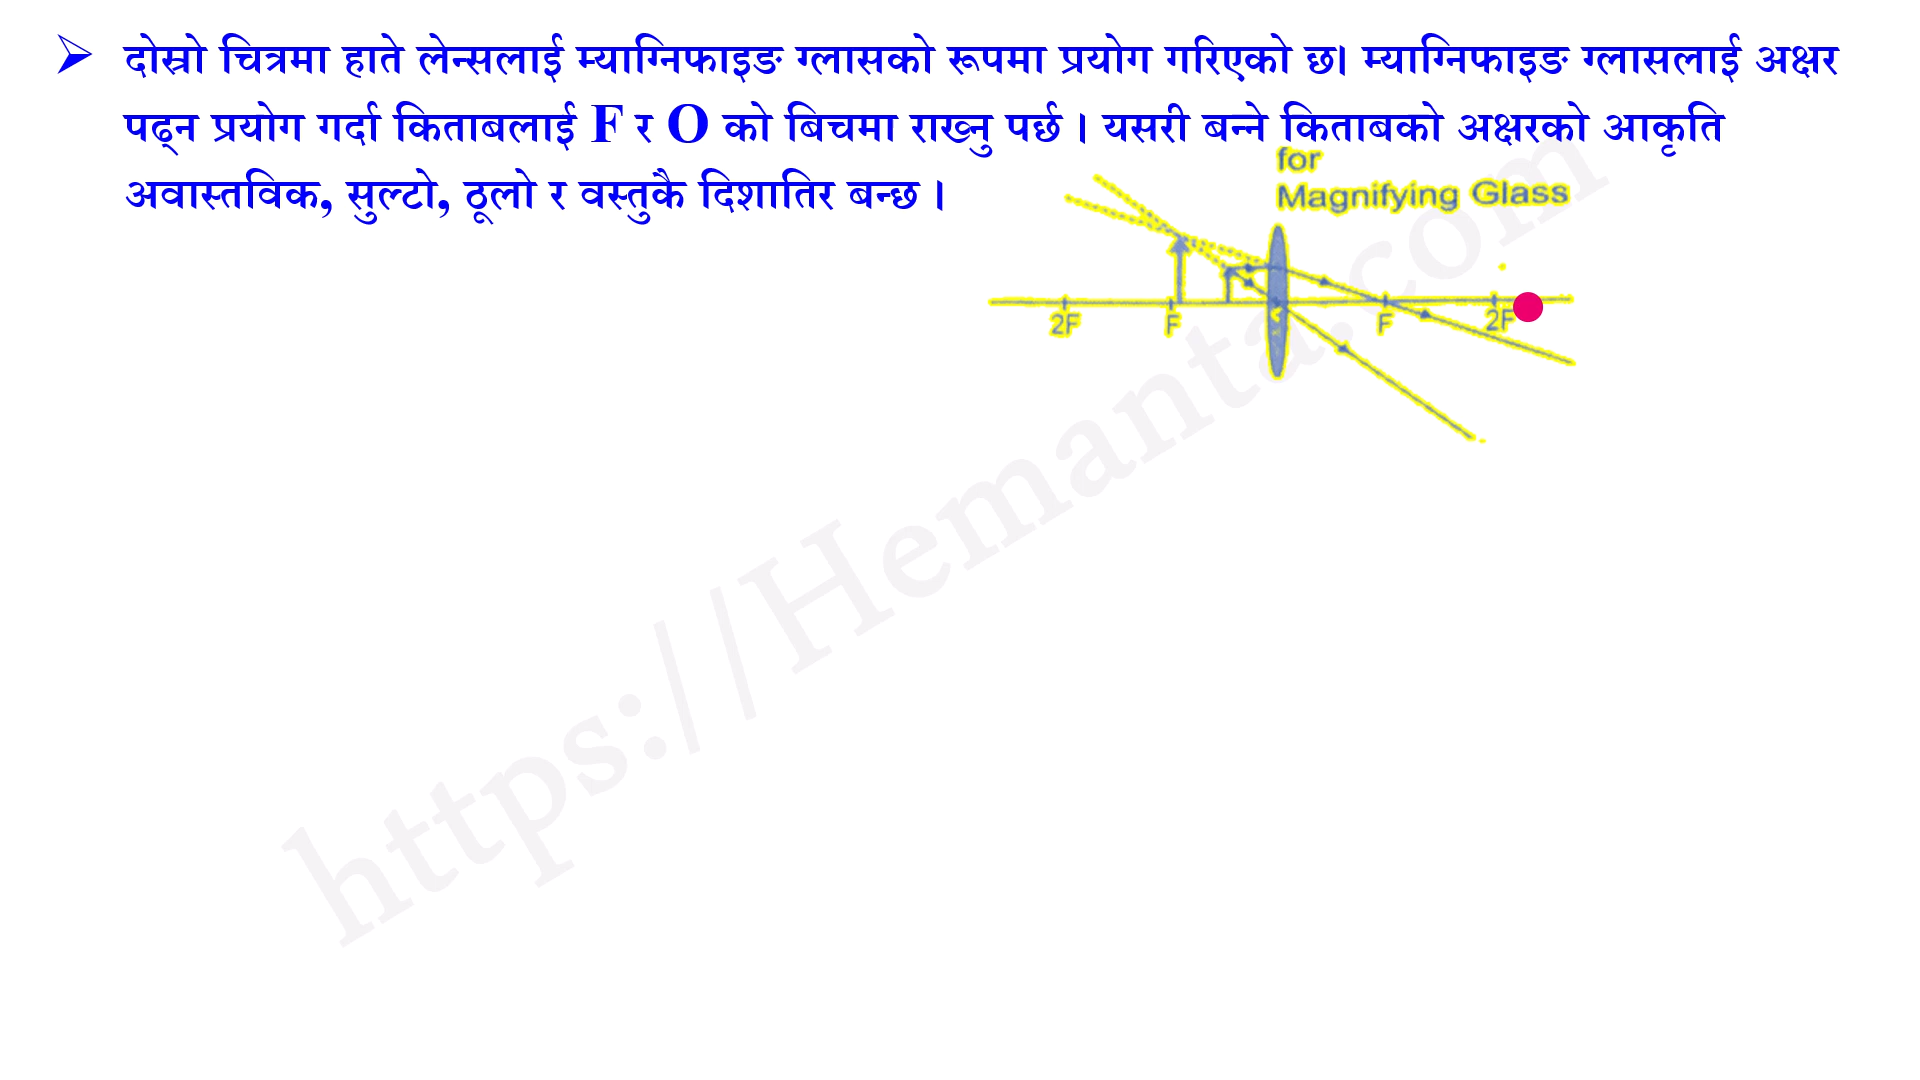 ➢ दोस्रो चित्रमा हाते लेन्सलाई म्याग्निफाइङ ग्लासको रूपमा प्रयोग गरिएको छ। म्याग्निफाइङ ग्लासलाई अक्षर
पढ्न प्रयोग गर्दा किताबलाई F र O को बिचमा राख्नु पर्छ । यसरी बन्ने किताबको अक्षरको आकृति
अवास्तविक, सुल्टो, ठूलो र वस्तुकै दिशातिर बन्छ ।
for
Magnifying Glass
2F F F 2F
https://Hemanta.com